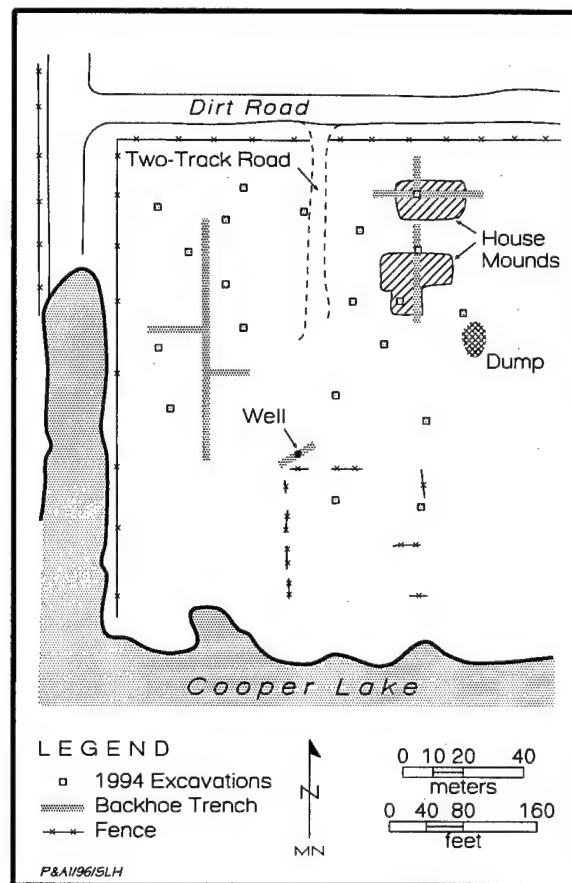 Dirt Road
Two-Track Road
House
Mounds
Dump
Well
Cooper Lake
LEGEND
1994 Excavations
Backhoe Trench
Fence
N
MN
0 10 20 40
meters
0 40 80 160
feet
P&AI/96/SLH